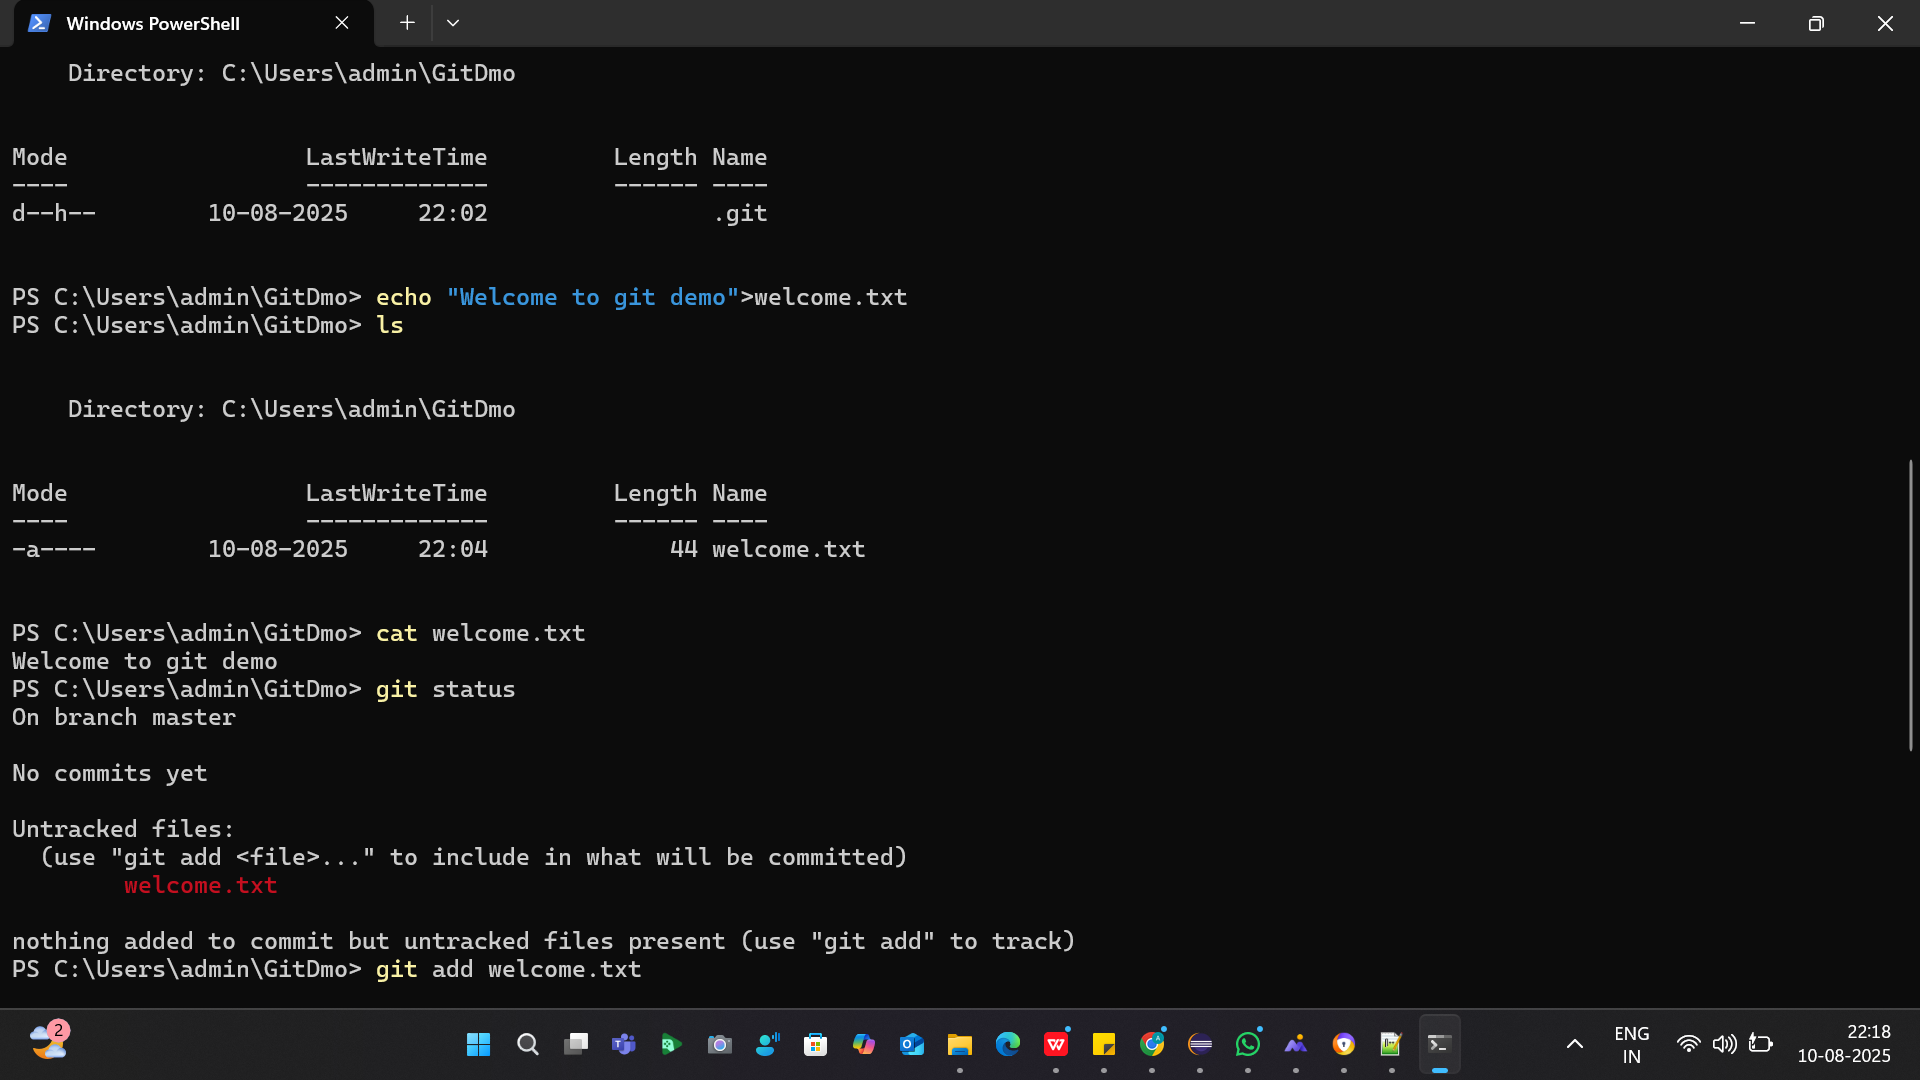 Windows PowerShell
Directory: C:\Users\admin\GitDmo
Mode                 LastWriteTime         Length Name
----                 -------------         ------ ----
d--h--        10-08-2025     22:02                .git
PS C:\Users\admin\GitDmo> echo "Welcome to git demo">welcome.txt
PS C:\Users\admin\GitDmo> ls
Directory: C:\Users\admin\GitDmo
Mode                 LastWriteTime         Length Name
----                 -------------         ------ ----
-a----        10-08-2025     22:04             44 welcome.txt
PS C:\Users\admin\GitDmo> cat welcome.txt
Welcome to git demo
PS C:\Users\admin\GitDmo> git status
On branch master
No commits yet
Untracked files:
(use "git add <file>..." to include in what will be committed)
welcome.txt
nothing added to commit but untracked files present (use "git add" to track)
PS C:\Users\admin\GitDmo> git add welcome.txt
2
ENG
IN
22:18
10-08-2025